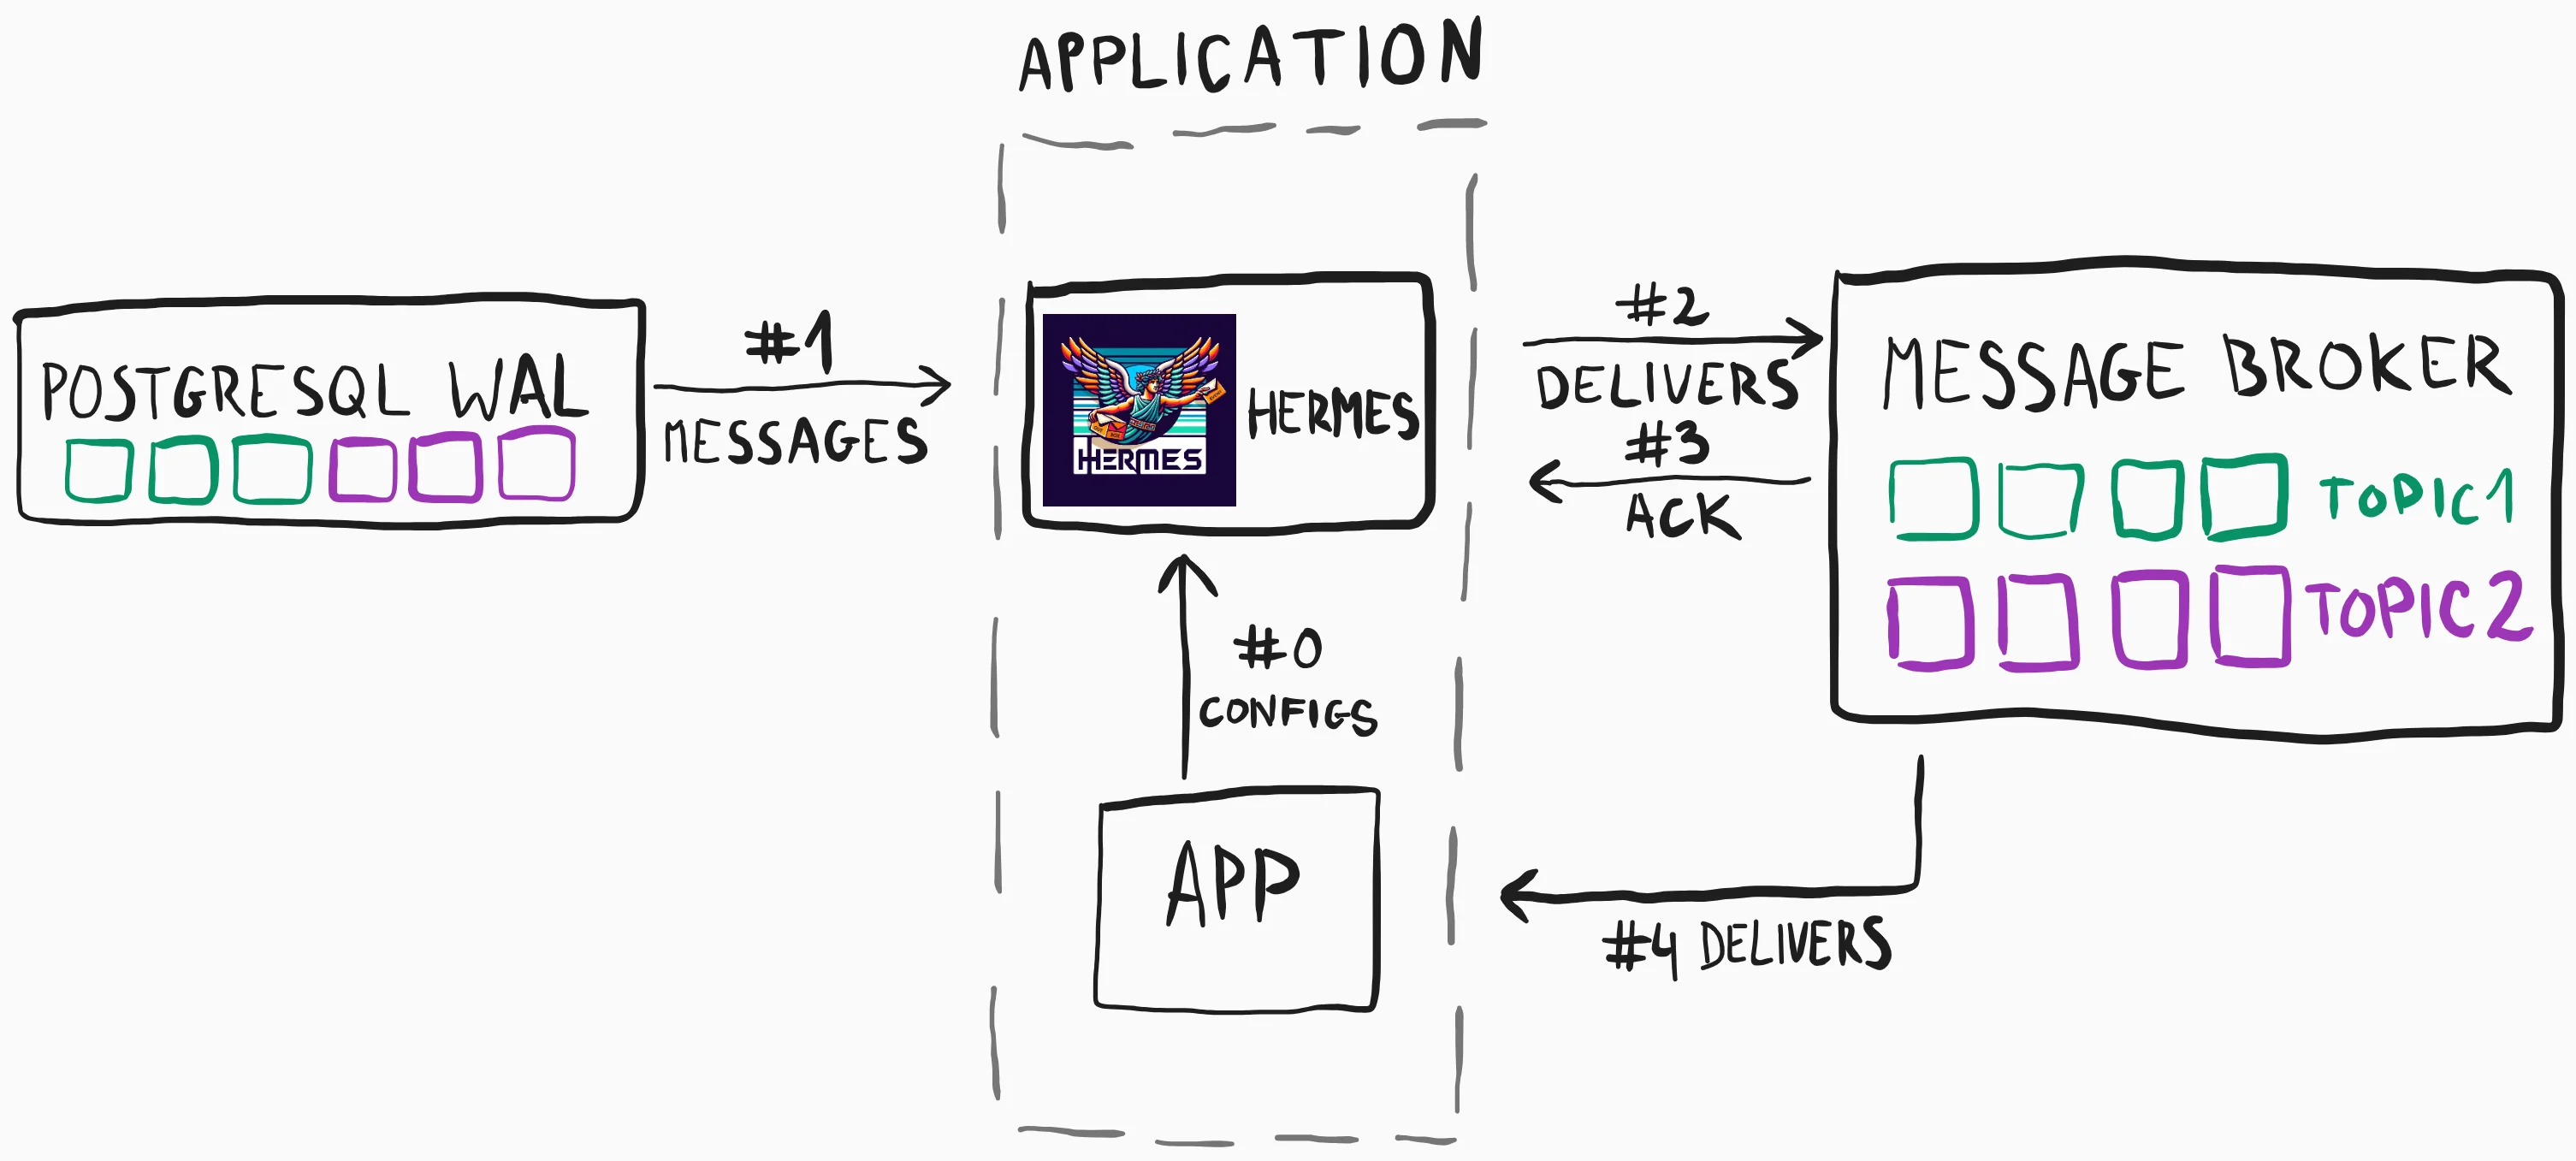 APPLICATION
POSTGRESQL WAL
#1
MESSAGES
HERMES
HERMES
#2
DELIVERS
#3
ACK
MESSAGE BROKER
TOPIC1
TOPIC2
#0
CONFIGS
APP
#4 DELIVERS